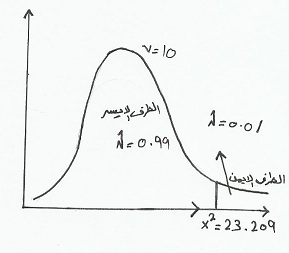 ν=10
الطرف الايسر
λ=0.99
λ=0.01
الطرف الايمن
x²=23.209